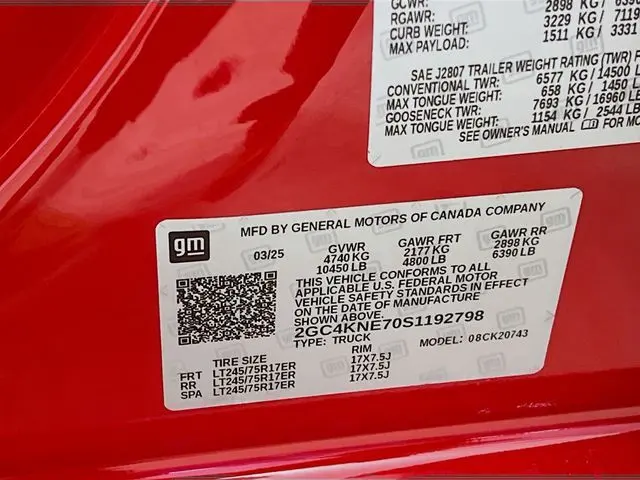 GCWR:
RGAWR: 3229 KG / 7119
CURB WEIGHT: 1511 KG / 3331
MAX PAYLOAD:
SAE J2807 TRAILER WEIGHT RATING (TWR) F
CONVENTIONAL TWR: 6577 KG / 14500 LB
MAX TONGUE WEIGHT: 658 KG / 1450 LB
GOOSENECK TWR: 7693 KG / 16960 LB
MAX TONGUE WEIGHT: 1154 KG / 2544 LB
SEE OWNER'S MANUAL FOR MO
gm
MFD BY GENERAL MOTORS OF CANADA COMPANY
03/25 GVWR GAWR FRT GAWR RR
4740 KG 2177 KG 2898 KG
10450 LB 4800 LB 6390 LB
THIS VEHICLE CONFORMS TO ALL
APPLICABLE U.S. FEDERAL MOTOR
VEHICLE SAFETY STANDARDS IN EFFECT
ON THE DATE OF MANUFACTURE
SHOWN ABOVE.
2GC4KNE70S1192798
TYPE: TRUCK MODEL: 08CK20743
TIRE SIZE RIM
FRT LT245/75R17ER 17X7.5J
RR LT245/75R17ER 17X7.5J
SPA LT245/75R17ER 17X7.5J